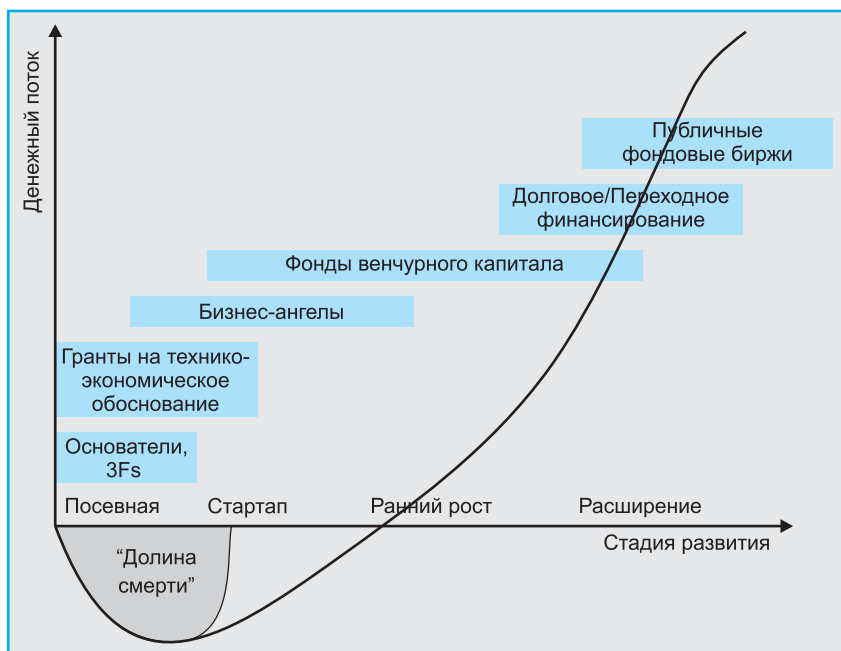 Денежный поток
Публичные
фондовые биржи
Долговое/Переходное
финансирование
Фонды венчурного капитала
Бизнес-ангелы
Гранты на технико-
экономическое
обоснование
Основатели,
3Fs
Посевная
Стартап
Ранний рост
Расширение
Стадия развития
“Долина
смерти”